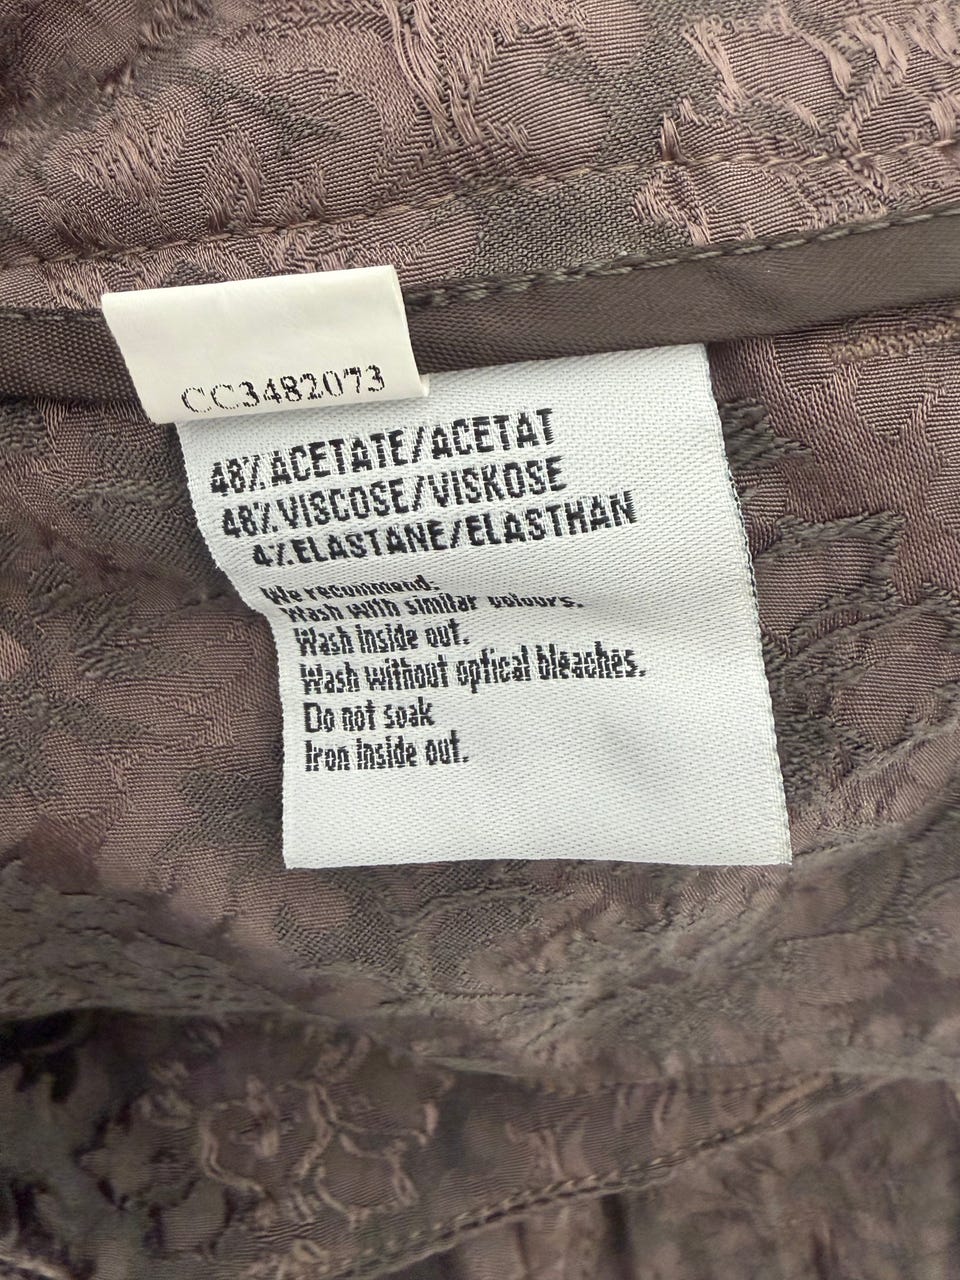 CC3482073
48% ACETATE/ACETAT
48% VISCOSE/VISKOSE
4% ELASTANE/ELASTHAN
We recommend.
Wash with similar colours.
Wash inside out.
Wash without optical bleaches.
Do not soak
Iron inside out.